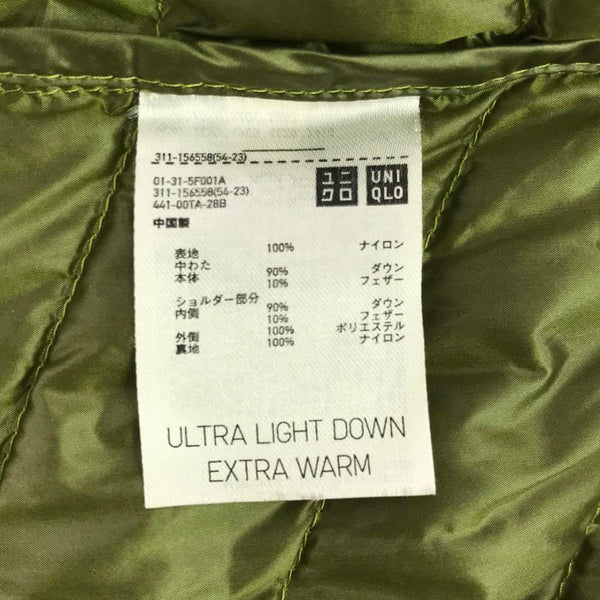 311-156558(54-23)
01-31-5F001A
311-156558(54-23)
441-00TA-28B
中国製
ユニ
クロ
UNI
QLO
表地 100% ナイロン
中わた
本体 90% ダウン
10% フェザー
ショルダー部分
内側 90% ダウン
10% フェザー
外側 100% ポリエステル
裏地 100% ナイロン
ULTRA LIGHT DOWN
EXTRA WARM